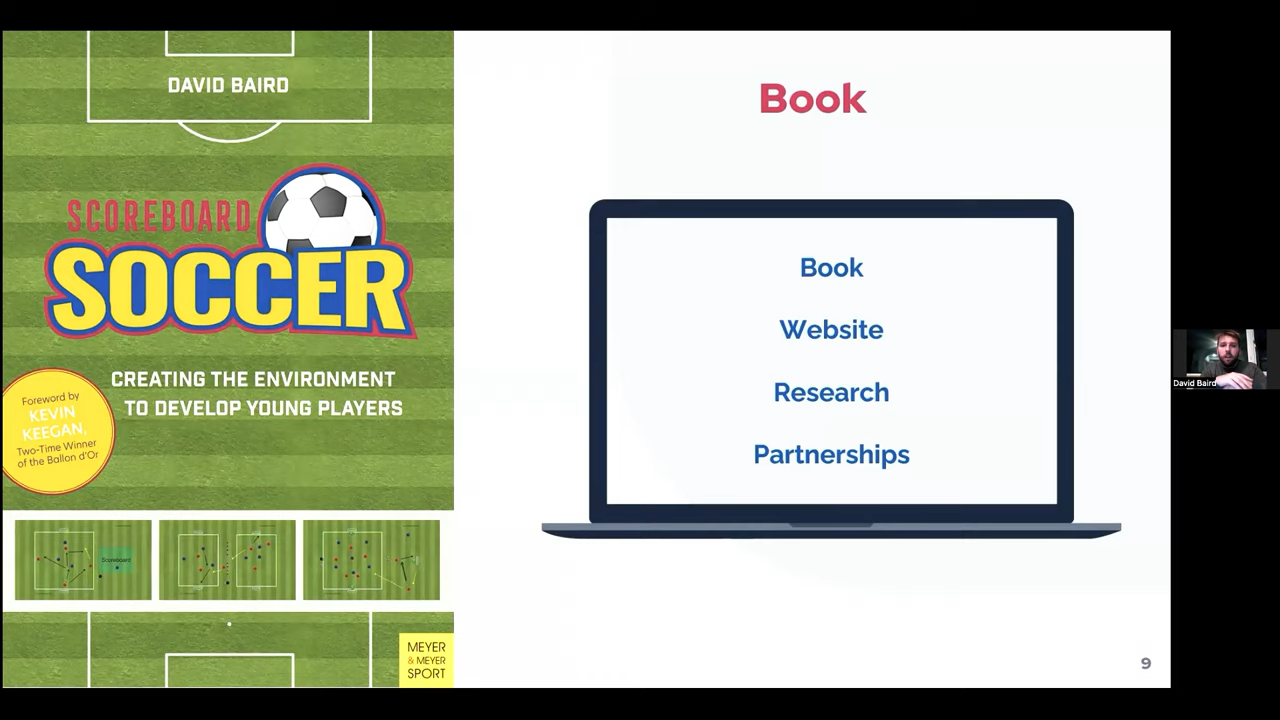 DAVID BAIRD
SCOREBOARD
SOCCER
CREATING THE ENVIRONMENT
TO DEVELOP YOUNG PLAYERS
Foreword by
KEVIN
KEEGAN,
Two-Time Winner
of the Ballon d'Or
Scoreboard
MEYER
& MEYER
SPORT
Book
Book
Website
Research
Partnerships
9
David Baird